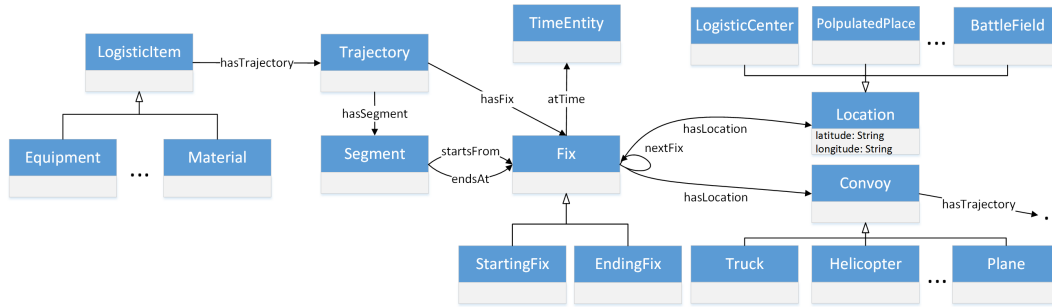 TimeEntity
LogisticCenter
PolpulatedPlace
...
BattleField
LogisticItem
hasTrajectory
Trajectory
hasFix
atTime
hasSegment
hasLocation
Location
latitude: String
longitude: String
Equipment
...
Material
Segment
startsFrom
endsAt
Fix
nextFix
hasLocation
Convoy
hasTrajectory
..
StartingFix
EndingFix
Truck
Helicopter
...
Plane